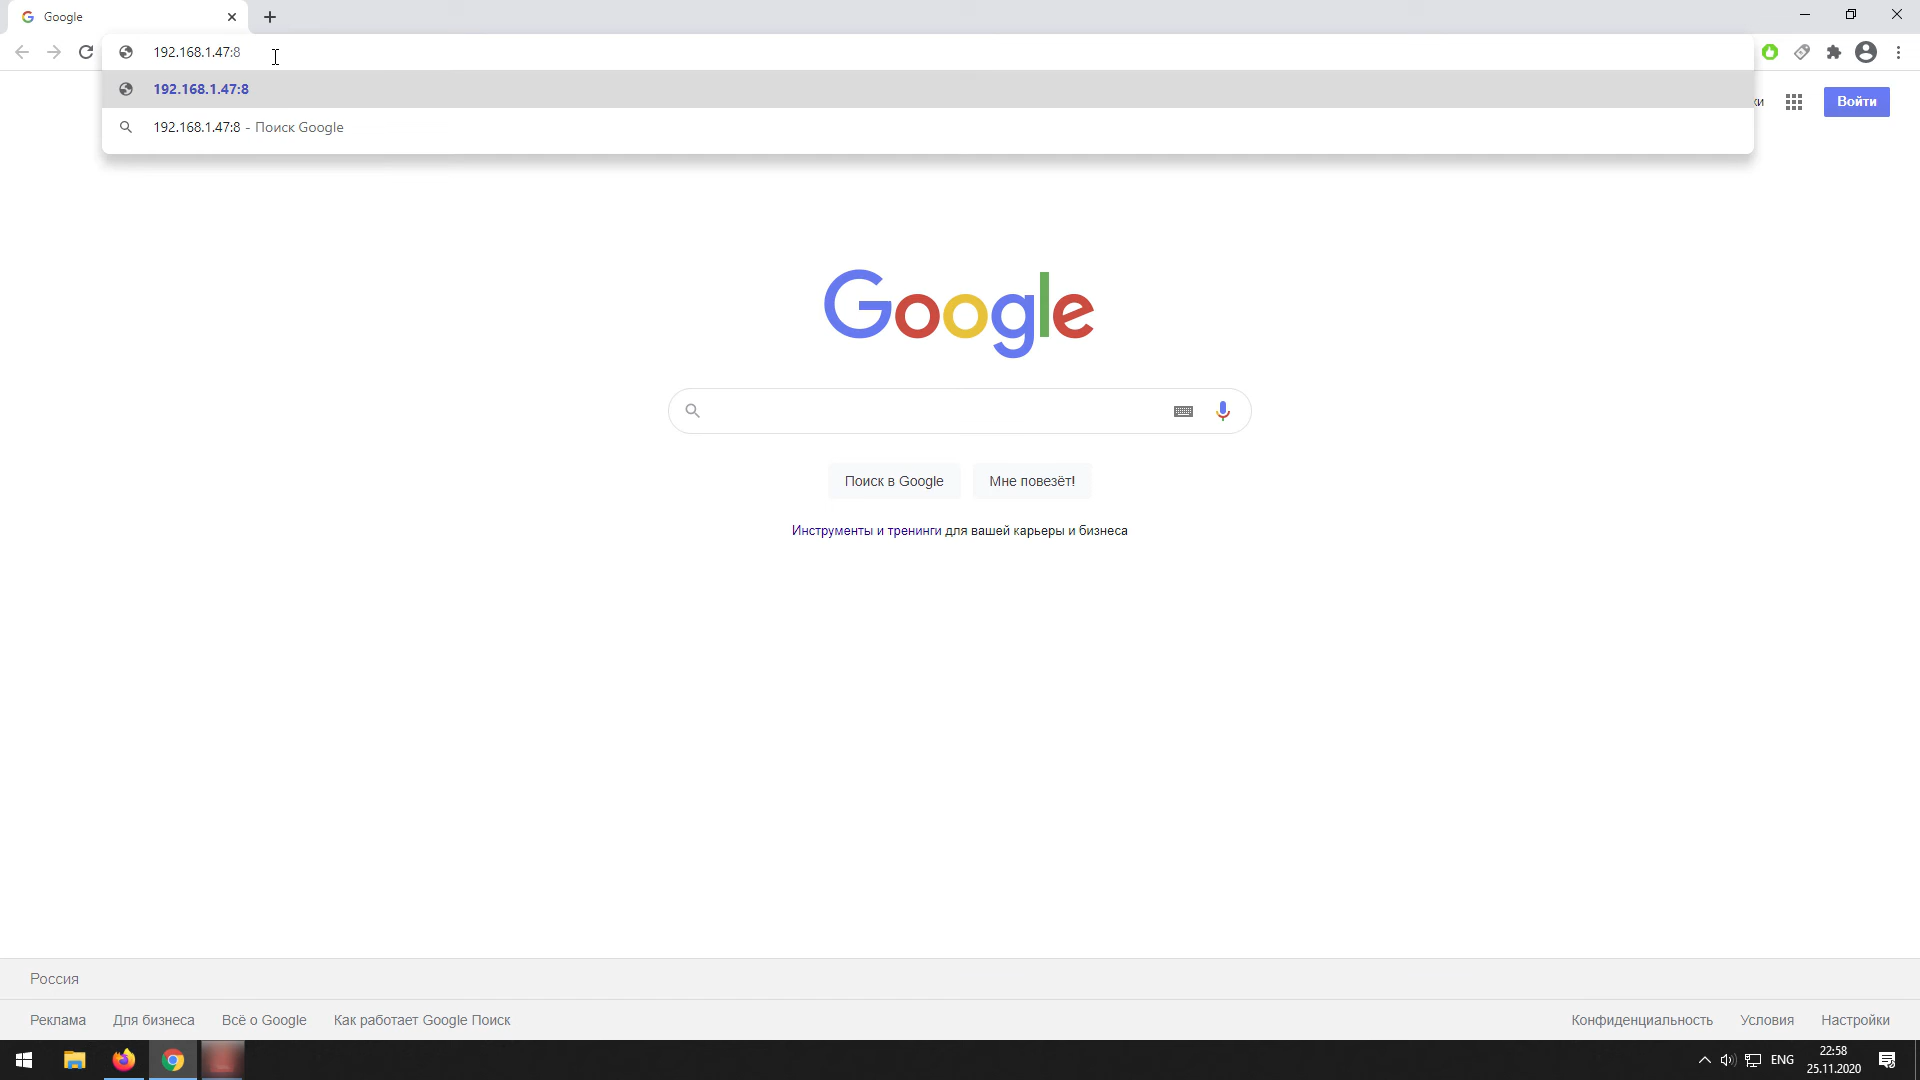 Google
192.168.1.47:8
192.168.1.47:8
192.168.1.47:8 - Поиск Google
ки
Войти
Google
Поиск в Google
Мне повезёт!
Инструменты и тренинги для вашей карьеры и бизнеса
Россия
Реклама
Для бизнеса
Всё о Google
Как работает Google Поиск
Конфиденциальность
Условия
Настройки
ENG
22:58
25.11.2020